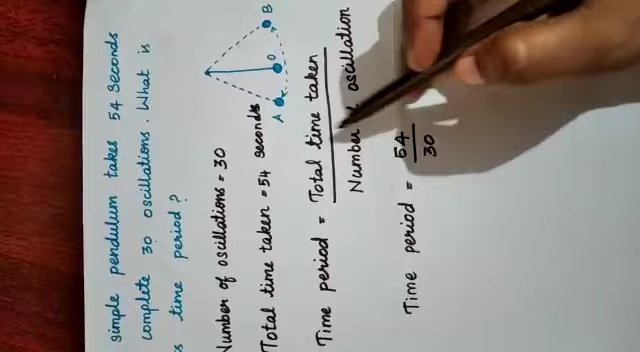 simple pendulum takes 54 seconds
complete 30 oscillations. What is
time period?
B
O
A
Number of oscillations = 30
Total time taken = 54 seconds
Time period = Total time taken
Number oscillation
Time period = 54
30